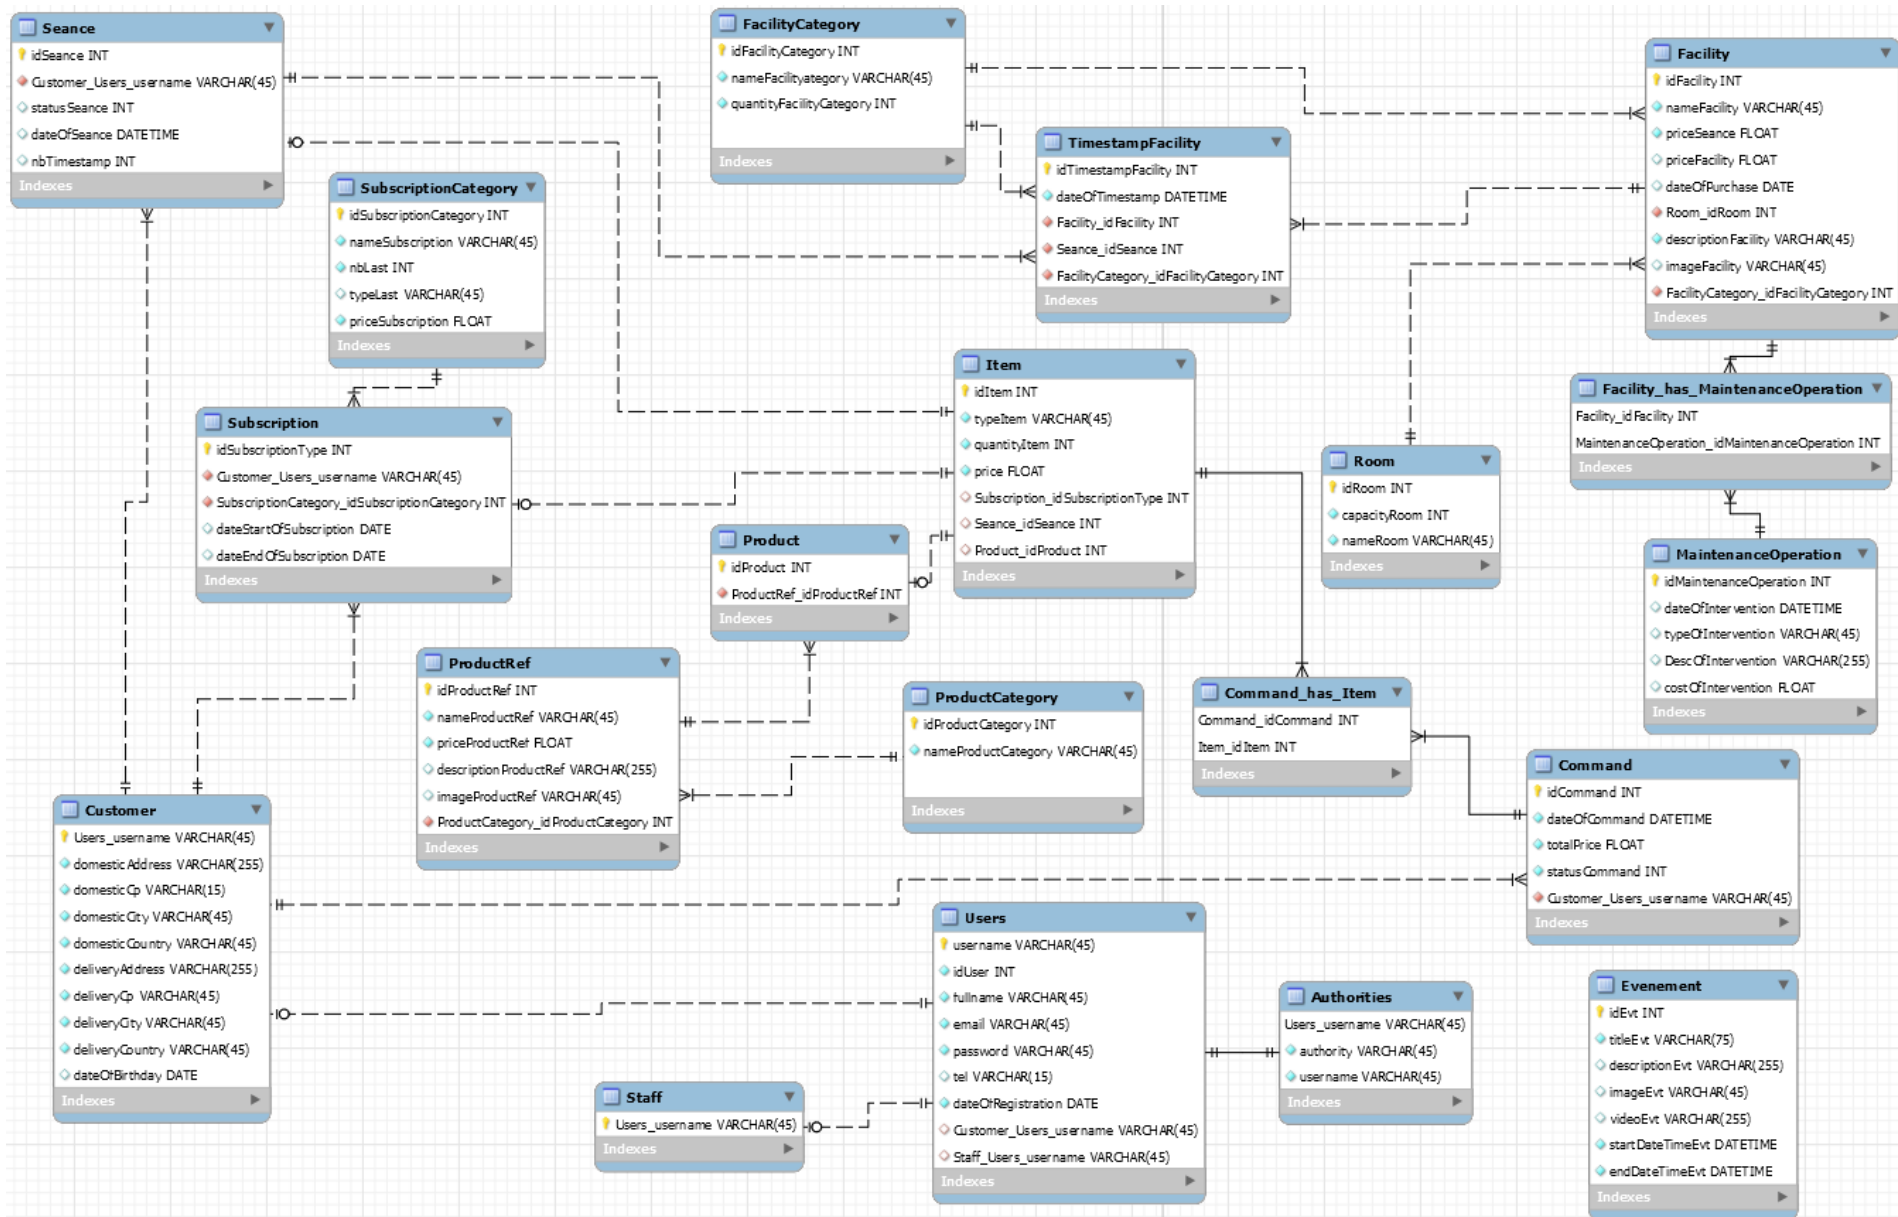 Seance
idSeance INT
Customer_Users_username VARCHAR(45)
statusSeance INT
dateOfSeance DATETIME
nbTimestamp INT
Indexes
FacilityCategory
idFacilityCategory INT
nameFacilityategory VARCHAR(45)
quantityFacilityCategory INT
Indexes
Facility
idFacility INT
nameFacility VARCHAR(45)
priceSeance FLOAT
priceFacility FLOAT
dateOfPurchase DATE
Room_idRoom INT
descriptionFacility VARCHAR(45)
imageFacility VARCHAR(45)
FacilityCategory_idFacilityCategory INT
Indexes
TimestampFacility
idTimestampFacility INT
dateOfTimestamp DATETIME
Facility_idFacility INT
Seance_idSeance INT
FacilityCategory_idFacilityCategory INT
Indexes
SubscriptionCategory
idSubscriptionCategory INT
nameSubscription VARCHAR(45)
nbLast INT
typeLast VARCHAR(45)
priceSubscription FLOAT
Indexes
Item
idItem INT
typeItem VARCHAR(45)
quantityItem INT
price FLOAT
Subscription_idSubscriptionType INT
Seance_idSeance INT
Product_idProduct INT
Indexes
Facility_has_MaintenanceOperation
Facility_idFacility INT
MaintenanceOperation_idMaintenanceOperation INT
Indexes
Subscription
idSubscriptionType INT
Customer_Users_username VARCHAR(45)
SubscriptionCategory_idSubscriptionCategory INT
dateStartOfSubscription DATE
dateEndOfSubscription DATE
Indexes
Room
idRoom INT
capacityRoom INT
nameRoom VARCHAR(45)
Indexes
Product
idProduct INT
ProductRef_idProductRef INT
Indexes
MaintenanceOperation
idMaintenanceOperation INT
dateOfIntervention DATETIME
typeOfIntervention VARCHAR(45)
DescOfIntervention VARCHAR(255)
costOfIntervention FLOAT
Indexes
ProductRef
idProductRef INT
nameProductRef VARCHAR(45)
priceProductRef FLOAT
descriptionProductRef VARCHAR(255)
imageProductRef VARCHAR(45)
ProductCategory_idProductCategory INT
Indexes
ProductCategory
idProductCategory INT
nameProductCategory VARCHAR(45)
Indexes
Command_has_Item
Command_idCommand INT
Item_idItem INT
Indexes
Command
idCommand INT
dateOfCommand DATETIME
totalPrice FLOAT
statusCommand INT
Customer_Users_username VARCHAR(45)
Indexes
Customer
Users_username VARCHAR(45)
domesticAddress VARCHAR(255)
domesticCp VARCHAR(15)
domesticCity VARCHAR(45)
domesticCountry VARCHAR(45)
deliveryAddress VARCHAR(255)
deliveryCp VARCHAR(45)
deliveryCity VARCHAR(45)
deliveryCountry VARCHAR(45)
dateOfBirthday DATE
Indexes
Users
username VARCHAR(45)
idUser INT
fullname VARCHAR(45)
email VARCHAR(45)
password VARCHAR(45)
tel VARCHAR(15)
dateOfRegistration DATE
Customer_Users_username VARCHAR(45)
Staff_Users_username VARCHAR(45)
Indexes
Authorities
Users_username VARCHAR(45)
authority VARCHAR(45)
username VARCHAR(45)
Indexes
Evenement
idEvt INT
titleEvt VARCHAR(75)
descriptionEvt VARCHAR(255)
imageEvt VARCHAR(45)
videoEvt VARCHAR(255)
startDateTimeEvt DATETIME
endDateTimeEvt DATETIME
Indexes
Staff
Users_username VARCHAR(45)
Indexes